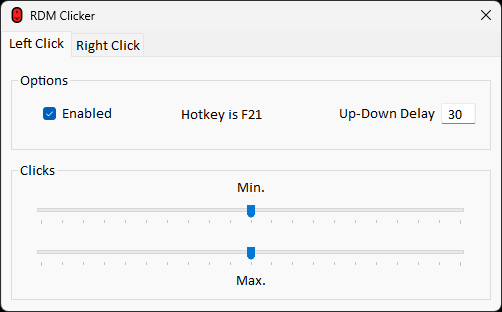 RDM Clicker
Left Click
Right Click
Options
Enabled
Hotkey is F21
Up-Down Delay
30
Clicks
Min.
Max.